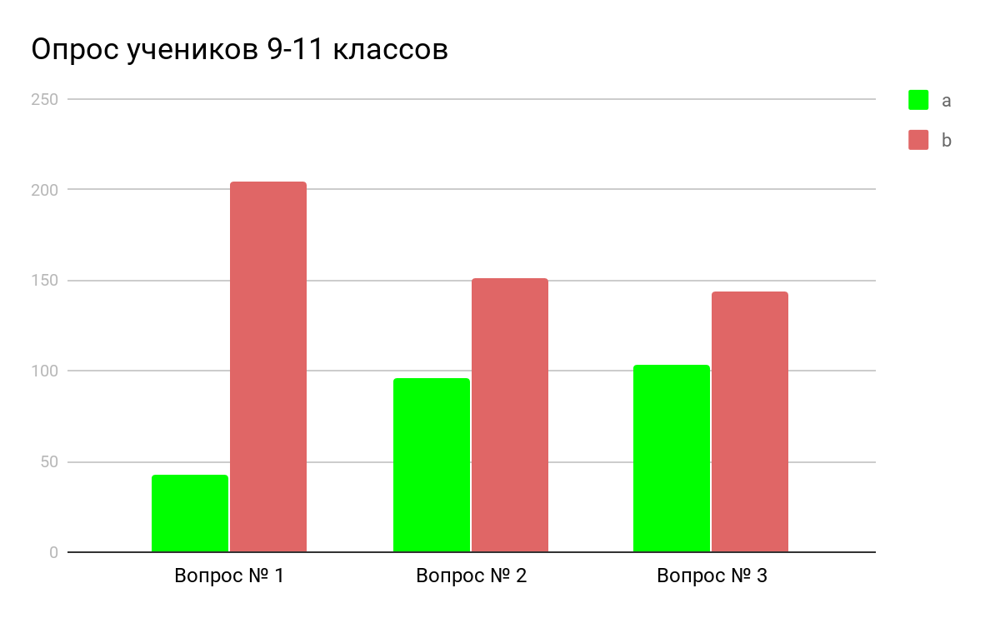 Опрос учеников 9-11 классов
250
200
150
100
50
0
a
b
Вопрос № 1
Вопрос № 2
Вопрос № 3